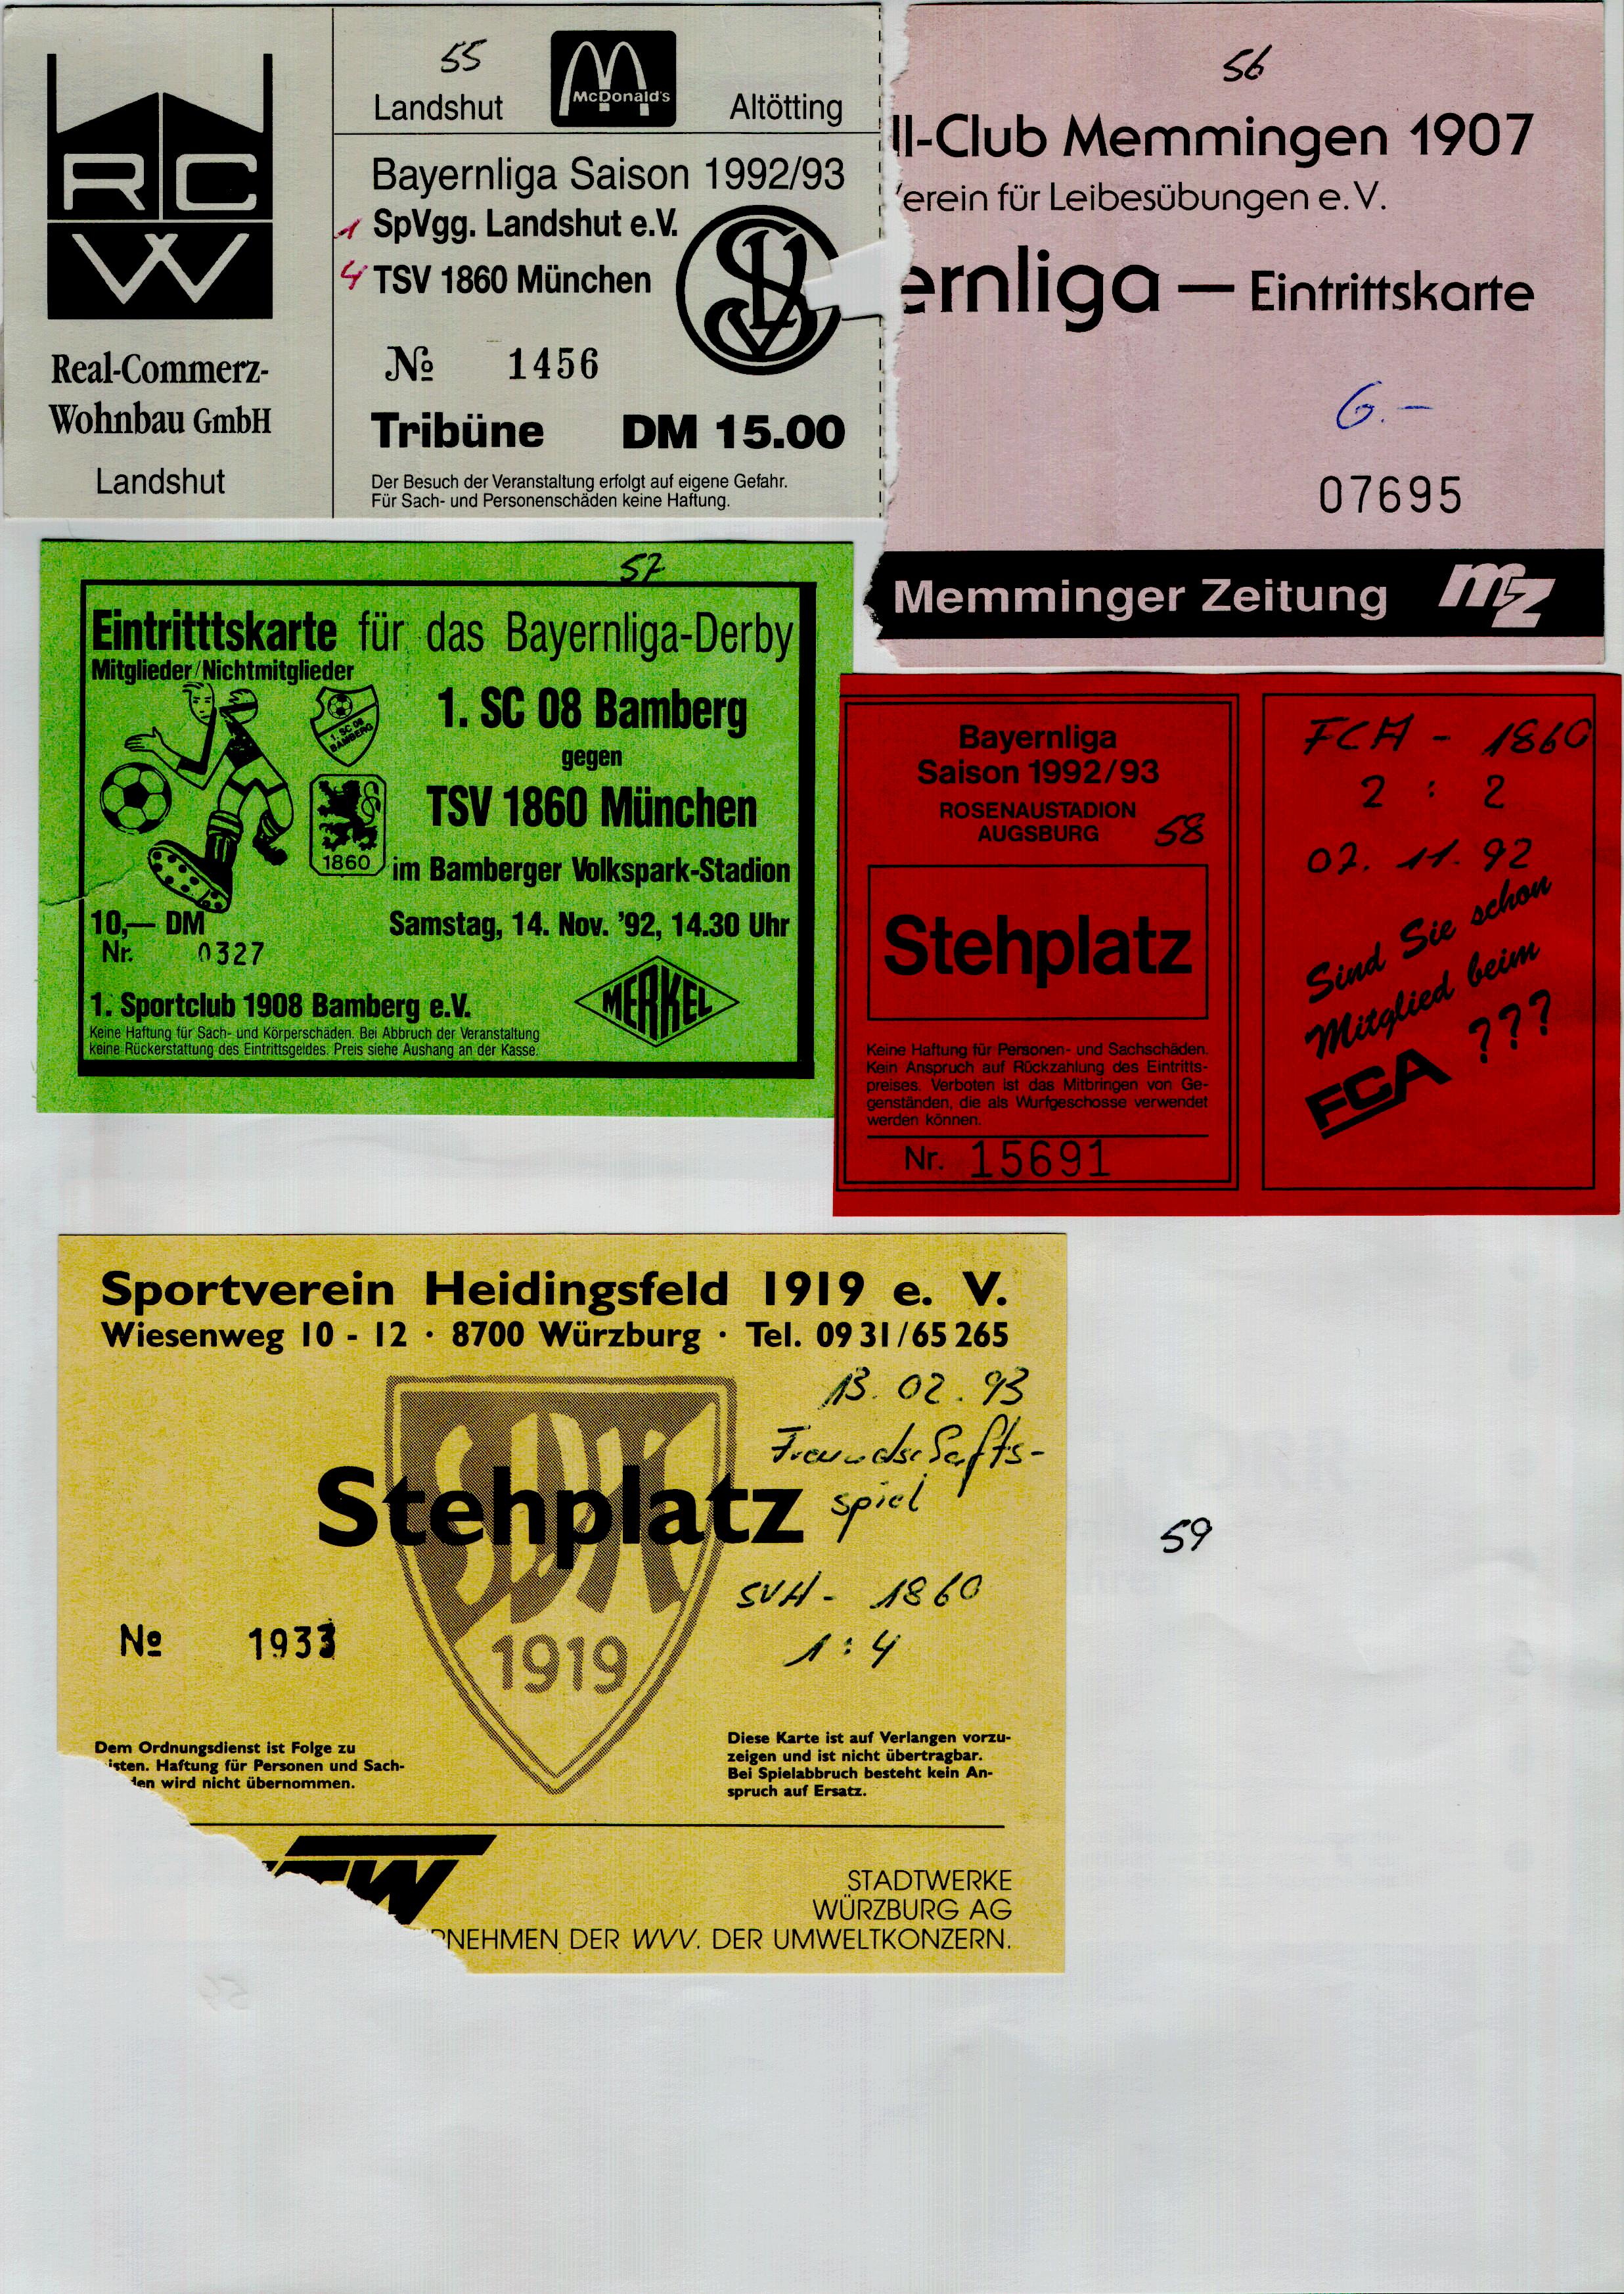 55
Landshut
McDonald's
Altötting
Bayernliga Saison 1992/93
1 SpVgg. Landshut e.V.
4 TSV 1860 München
№ 1456
Tribüne DM 15.00
Der Besuch der Veranstaltung erfolgt auf eigene Gefahr.
Für Sach- und Personenschäden keine Haftung.
RC
W
Real-Commerz-
Wohnbau GmbH
Landshut
56
ll-Club Memmingen 1907
erein für Leibesübungen e.V.
ernliga — Eintrittskarte
6.-
07695
Memminger Zeitung mz
57
Eintritttskarte für das Bayernliga-Derby
Mitglieder/Nichtmitglieder
1. SC 08 Bamberg
gegen
TSV 1860 München
im Bamberger Volkspark-Stadion
1. SC 08
BAMBERG
1860
10,— DM
Samstag, 14. Nov. '92, 14.30 Uhr
Nr. 0327
1. Sportclub 1908 Bamberg e.V.
MERKEL
Keine Haftung für Sach- und Körperschäden. Bei Abbruch der Veranstaltung
keine Rückerstattung des Eintrittsgeldes. Preis siehe Aushang an der Kasse.
Bayernliga
Saison 1992/93
ROSENAUSTADION
AUGSBURG
58
Stehplatz
Keine Haftung für Personen- und Sachschäden.
Kein Anspruch auf Rückzahlung des Eintritts-
preises. Verboten ist das Mitbringen von Ge-
genständen, die als Wurfgeschosse verwendet
werden können.
Nr. 15691
FCA - 1860
2 : 2
07. 11. 92
Sind Sie schon
Mitglied beim
FCA ???
Sportverein Heidingsfeld 1919 e. V.
Wiesenweg 10 - 12 · 8700 Würzburg · Tel. 09 31/65 265
13. 02. 93
Freundschafts-
spiel
Stehplatz
SVH - 1860
1 : 4
№ 1933
1919
Dem Ordnungsdienst ist Folge zu
isten. Haftung für Personen und Sach-
den wird nicht übernommen.
Diese Karte ist auf Verlangen vorzu-
zeigen und ist nicht übertragbar.
Bei Spielabbruch besteht kein An-
spruch auf Ersatz.
STADTWERKE
WÜRZBURG AG
RNEHMEN DER WVV. DER UMWELTKONZERN.
59